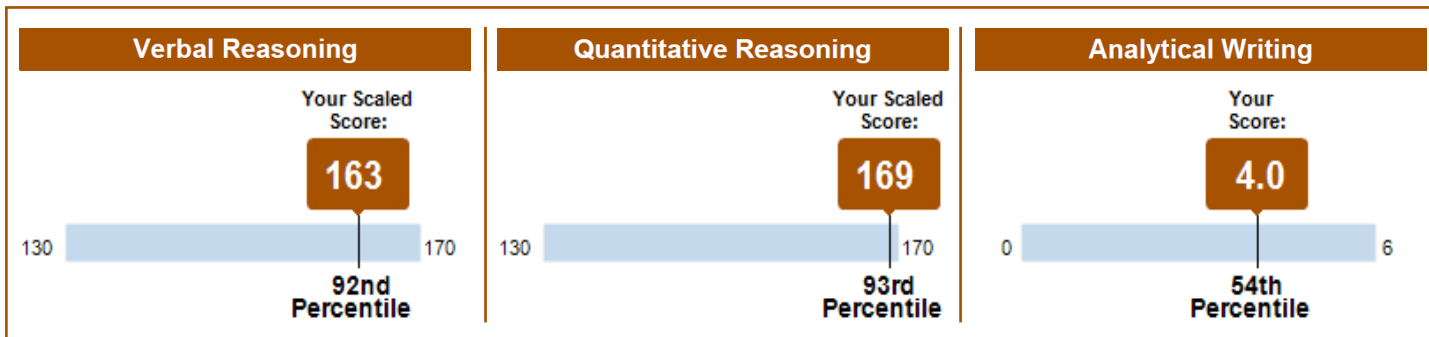 Verbal Reasoning
Your Scaled
Score:
163
130
170
92nd
Percentile
Quantitative Reasoning
Your Scaled
Score:
169
130
170
93rd
Percentile
Analytical Writing
Your
Score:
4.0
0
6
54th
Percentile